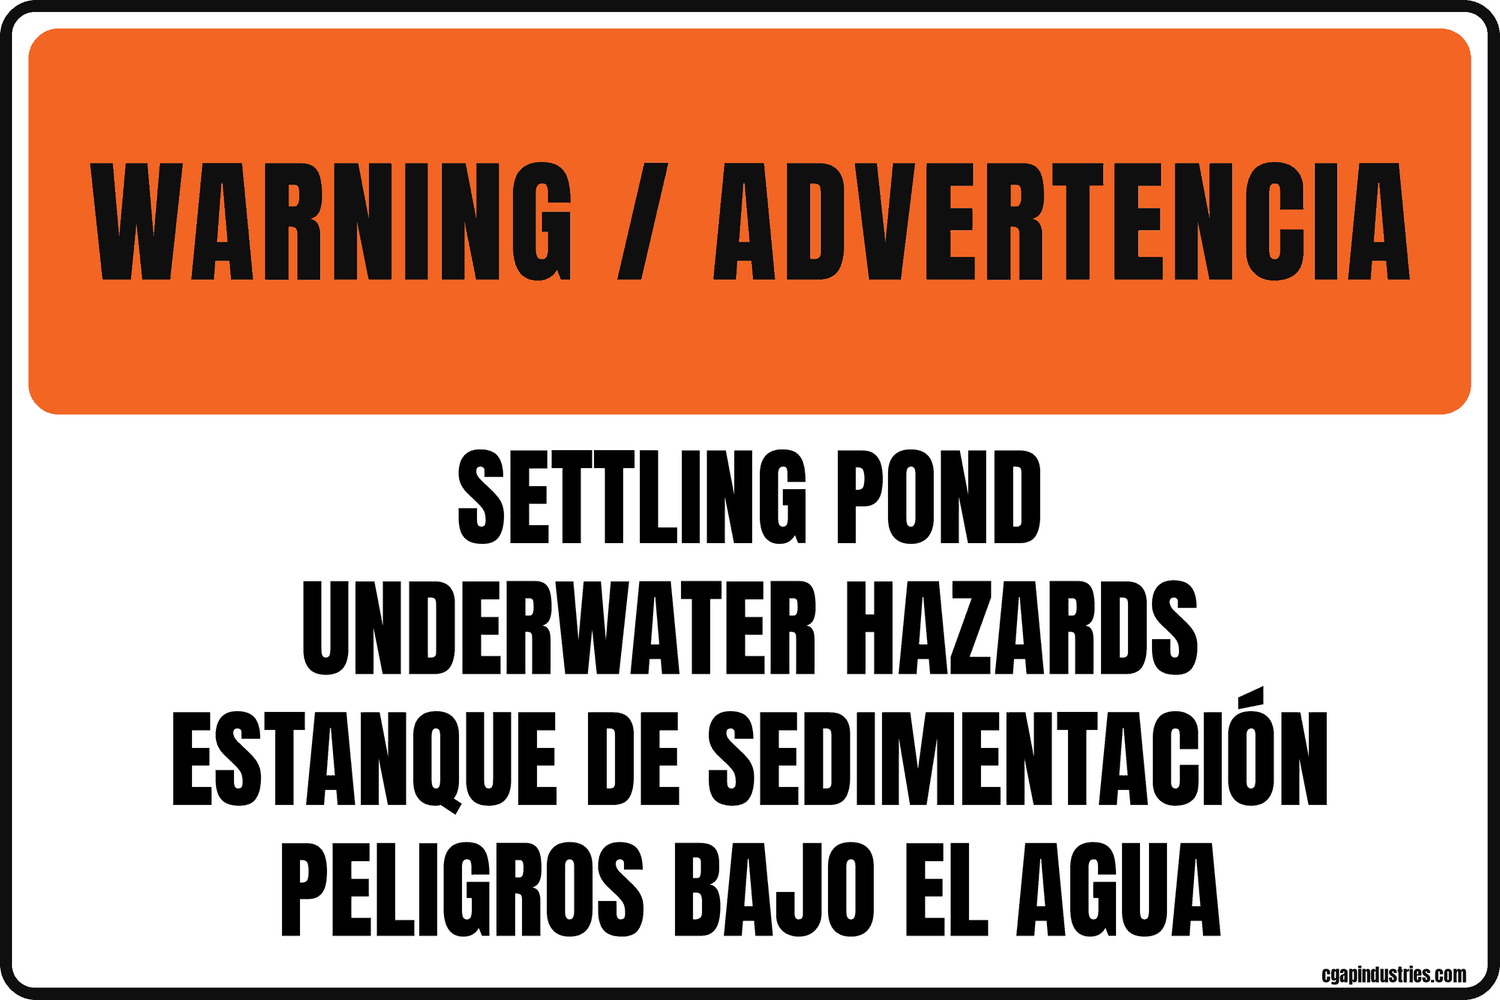 WARNING / ADVERTENCIA
SETTLING POND
UNDERWATER HAZARDS
ESTANQUE DE SEDIMENTACIÓN
PELIGROS BAJO EL AGUA
cgapindustries.com